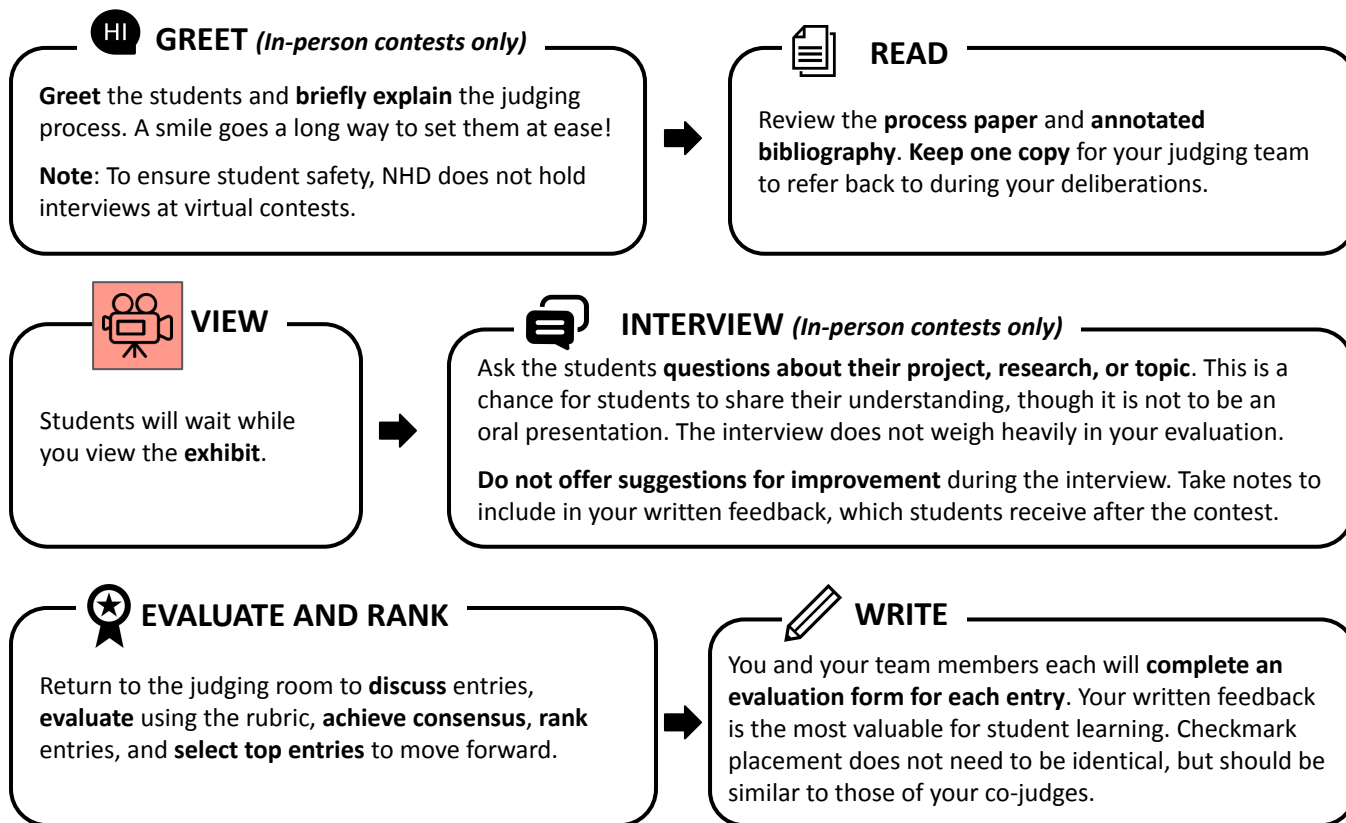 HI
GREET (In-person contests only)
Greet the students and briefly explain the judging
process. A smile goes a long way to set them at ease!
Note: To ensure student safety, NHD does not hold
interviews at virtual contests.
READ
Review the process paper and annotated
bibliography. Keep one copy for your judging team
to refer back to during your deliberations.
VIEW
Students will wait while
you view the exhibit.
INTERVIEW (In-person contests only)
Ask the students questions about their project, research, or topic. This is a
chance for students to share their understanding, though it is not to be an
oral presentation. The interview does not weigh heavily in your evaluation.
Do not offer suggestions for improvement during the interview. Take notes to
include in your written feedback, which students receive after the contest.
EVALUATE AND RANK
Return to the judging room to discuss entries,
evaluate using the rubric, achieve consensus, rank
entries, and select top entries to move forward.
WRITE
You and your team members each will complete an
evaluation form for each entry. Your written feedback
is the most valuable for student learning. Checkmark
placement does not need to be identical, but should be
similar to those of your co-judges.